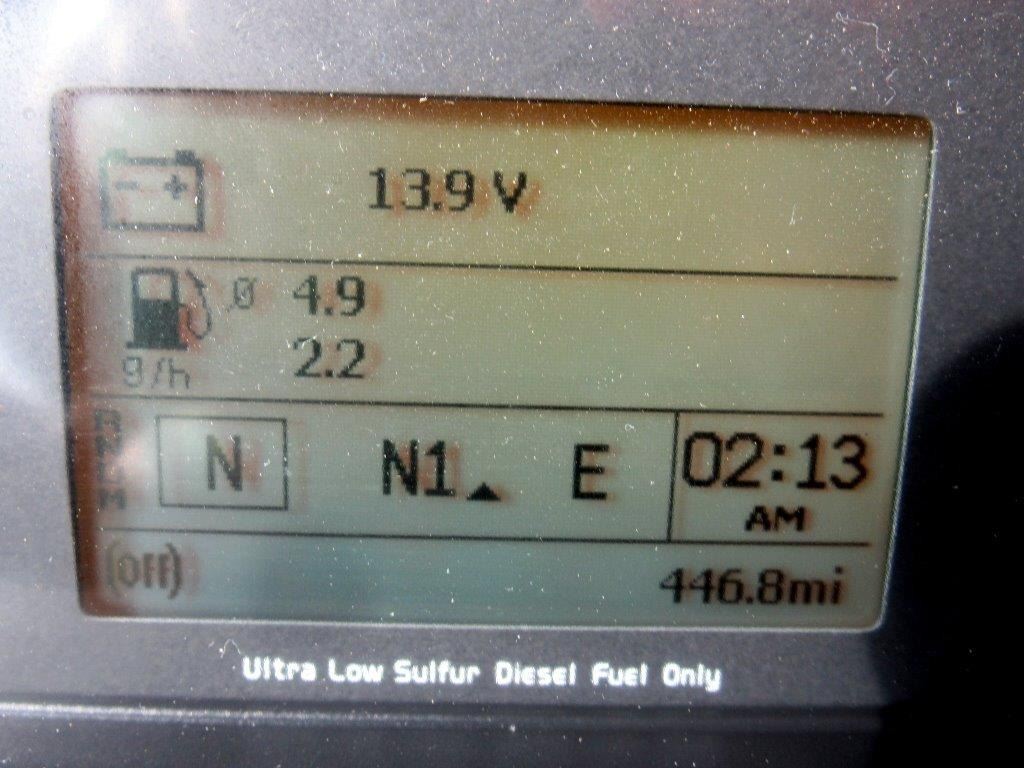 13.9 V
Ø 4.9
g/h 2.2
R N L M
N N1 E 02:13
AM
(OFF) 446.8mi
Ultra Low Sulfur Diesel Fuel Only